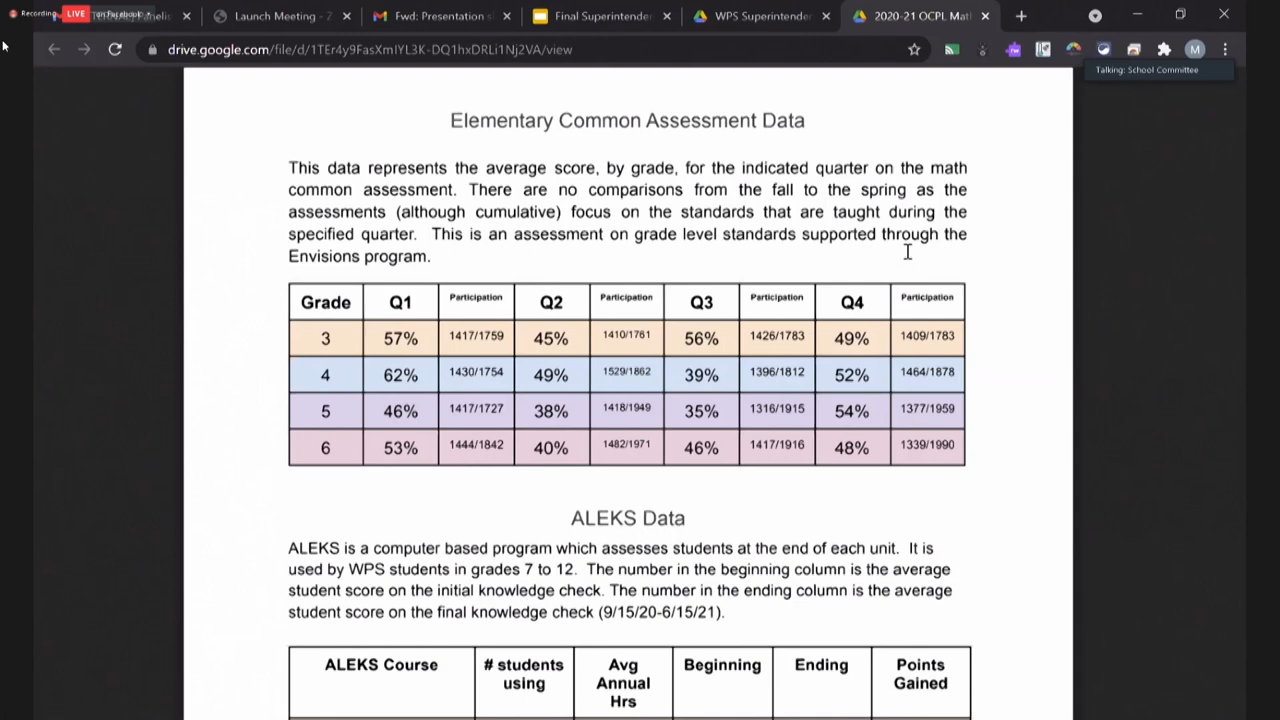 Recording LIVE on Facebook
Launch Meeting - Z
Fwd: Presentation s
Final Superintender
WPS Superintender
2020-21 OCPL Mat
drive.google.com/file/d/1TEr4y9FasXmIYL3K-DQ1hxDRLi1Nj2VA/view
M
Talking: School Committee
Elementary Common Assessment Data
This data represents the average score, by grade, for the indicated quarter on the math
common assessment. There are no comparisons from the fall to the spring as the
assessments (although cumulative) focus on the standards that are taught during the
specified quarter. This is an assessment on grade level standards supported through the
Envisions program.
Grade Q1 Participation Q2 Participation Q3 Participation Q4 Participation
3 57% 1417/1759 45% 1410/1761 56% 1426/1783 49% 1409/1783
4 62% 1430/1754 49% 1529/1862 39% 1396/1812 52% 1464/1878
5 46% 1417/1727 38% 1418/1949 35% 1316/1915 54% 1377/1959
6 53% 1444/1842 40% 1482/1971 46% 1417/1916 48% 1339/1990
ALEKS Data
ALEKS is a computer based program which assesses students at the end of each unit. It is
used by WPS students in grades 7 to 12. The number in the beginning column is the average
student score on the initial knowledge check. The number in the ending column is the average
student score on the final knowledge check (9/15/20-6/15/21).
ALEKS Course # students using Avg Annual Hrs Beginning Ending Points Gained